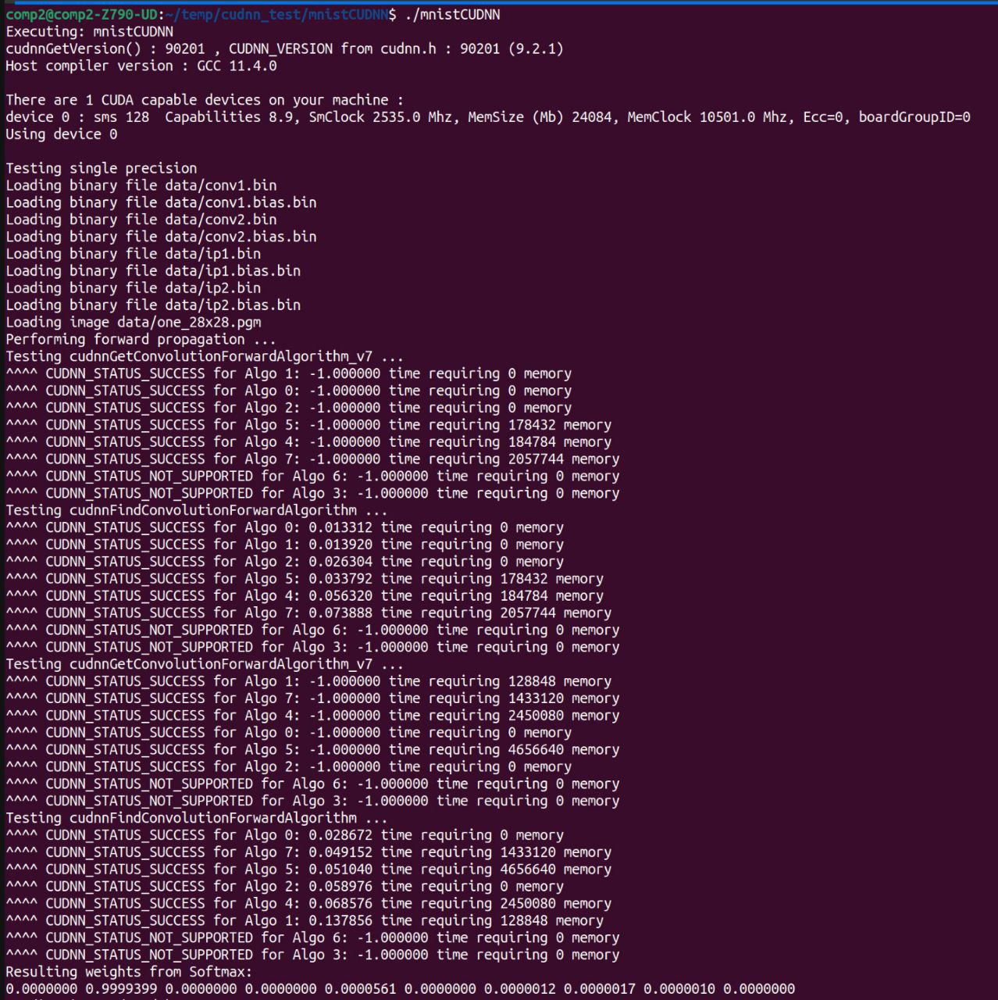 comp2@comp2-Z790-UD:~/temp/cudnn_test/mnistCUDNN$ ./mnistCUDNN
Executing: mnistCUDNN
cudnnGetVersion() : 90201 , CUDNN_VERSION from cudnn.h : 90201 (9.2.1)
Host compiler version : GCC 11.4.0
There are 1 CUDA capable devices on your machine :
device 0 : sms 128  Capabilities 8.9, SmClock 2535.0 Mhz, MemSize (Mb) 24084, MemClock 10501.0 Mhz, Ecc=0, boardGroupID=0
Using device 0
Testing single precision
Loading binary file data/conv1.bin
Loading binary file data/conv1.bias.bin
Loading binary file data/conv2.bin
Loading binary file data/conv2.bias.bin
Loading binary file data/ip1.bin
Loading binary file data/ip1.bias.bin
Loading binary file data/ip2.bin
Loading binary file data/ip2.bias.bin
Loading image data/one_28x28.pgm
Performing forward propagation ...
Testing cudnnGetConvolutionForwardAlgorithm_v7 ...
^^^^ CUDNN_STATUS_SUCCESS for Algo 1: -1.000000 time requiring 0 memory
^^^^ CUDNN_STATUS_SUCCESS for Algo 0: -1.000000 time requiring 0 memory
^^^^ CUDNN_STATUS_SUCCESS for Algo 2: -1.000000 time requiring 0 memory
^^^^ CUDNN_STATUS_SUCCESS for Algo 5: -1.000000 time requiring 178432 memory
^^^^ CUDNN_STATUS_SUCCESS for Algo 4: -1.000000 time requiring 184784 memory
^^^^ CUDNN_STATUS_SUCCESS for Algo 7: -1.000000 time requiring 2057744 memory
^^^^ CUDNN_STATUS_NOT_SUPPORTED for Algo 6: -1.000000 time requiring 0 memory
^^^^ CUDNN_STATUS_NOT_SUPPORTED for Algo 3: -1.000000 time requiring 0 memory
Testing cudnnFindConvolutionForwardAlgorithm ...
^^^^ CUDNN_STATUS_SUCCESS for Algo 0: 0.013312 time requiring 0 memory
^^^^ CUDNN_STATUS_SUCCESS for Algo 1: 0.013920 time requiring 0 memory
^^^^ CUDNN_STATUS_SUCCESS for Algo 2: 0.026304 time requiring 0 memory
^^^^ CUDNN_STATUS_SUCCESS for Algo 5: 0.033792 time requiring 178432 memory
^^^^ CUDNN_STATUS_SUCCESS for Algo 4: 0.056320 time requiring 184784 memory
^^^^ CUDNN_STATUS_SUCCESS for Algo 7: 0.073888 time requiring 2057744 memory
^^^^ CUDNN_STATUS_NOT_SUPPORTED for Algo 6: -1.000000 time requiring 0 memory
^^^^ CUDNN_STATUS_NOT_SUPPORTED for Algo 3: -1.000000 time requiring 0 memory
Testing cudnnGetConvolutionForwardAlgorithm_v7 ...
^^^^ CUDNN_STATUS_SUCCESS for Algo 1: -1.000000 time requiring 128848 memory
^^^^ CUDNN_STATUS_SUCCESS for Algo 7: -1.000000 time requiring 1433120 memory
^^^^ CUDNN_STATUS_SUCCESS for Algo 4: -1.000000 time requiring 2450080 memory
^^^^ CUDNN_STATUS_SUCCESS for Algo 0: -1.000000 time requiring 0 memory
^^^^ CUDNN_STATUS_SUCCESS for Algo 5: -1.000000 time requiring 4656640 memory
^^^^ CUDNN_STATUS_SUCCESS for Algo 2: -1.000000 time requiring 0 memory
^^^^ CUDNN_STATUS_NOT_SUPPORTED for Algo 6: -1.000000 time requiring 0 memory
^^^^ CUDNN_STATUS_NOT_SUPPORTED for Algo 3: -1.000000 time requiring 0 memory
Testing cudnnFindConvolutionForwardAlgorithm ...
^^^^ CUDNN_STATUS_SUCCESS for Algo 0: 0.028672 time requiring 0 memory
^^^^ CUDNN_STATUS_SUCCESS for Algo 7: 0.049152 time requiring 1433120 memory
^^^^ CUDNN_STATUS_SUCCESS for Algo 5: 0.051040 time requiring 4656640 memory
^^^^ CUDNN_STATUS_SUCCESS for Algo 2: 0.058976 time requiring 0 memory
^^^^ CUDNN_STATUS_SUCCESS for Algo 4: 0.068576 time requiring 2450080 memory
^^^^ CUDNN_STATUS_SUCCESS for Algo 1: 0.137856 time requiring 128848 memory
^^^^ CUDNN_STATUS_NOT_SUPPORTED for Algo 6: -1.000000 time requiring 0 memory
^^^^ CUDNN_STATUS_NOT_SUPPORTED for Algo 3: -1.000000 time requiring 0 memory
Resulting weights from Softmax:
0.0000000 0.9999399 0.0000000 0.0000000 0.0000561 0.0000000 0.0000012 0.0000017 0.0000010 0.0000000